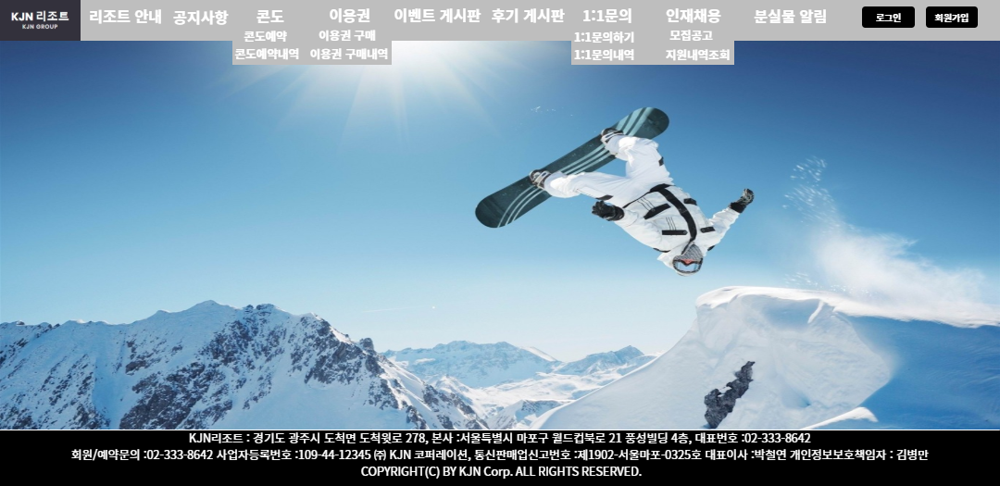 KJN 리조트
KJN GROUP
리조트 안내 공지사항 콘도 이용권 이벤트 게시판 후기 게시판 1:1문의 인재채용 분실물 알림 로그인 회원가입
콘도예약 이용권 구매 1:1문의하기 모집공고
콘도예약내역 이용권 구매내역 1:1문의내역 지원내역조회
KJN리조트 : 경기도 광주시 도척면 도척윗로 278, 본사 :서울특별시 마포구 월드컵북로 21 풍성빌딩 4층, 대표번호 :02-333-8642
회원/예약문의 :02-333-8642 사업자등록번호 :109-44-12345 ㈜ KJN 코퍼레이션, 통신판매업신고번호 :제1902-서울마포-0325호 대표이사 :박철연 개인정보보호책임자 : 김병만
COPYRIGHT(C) BY KJN Corp. ALL RIGHTS RESERVED.